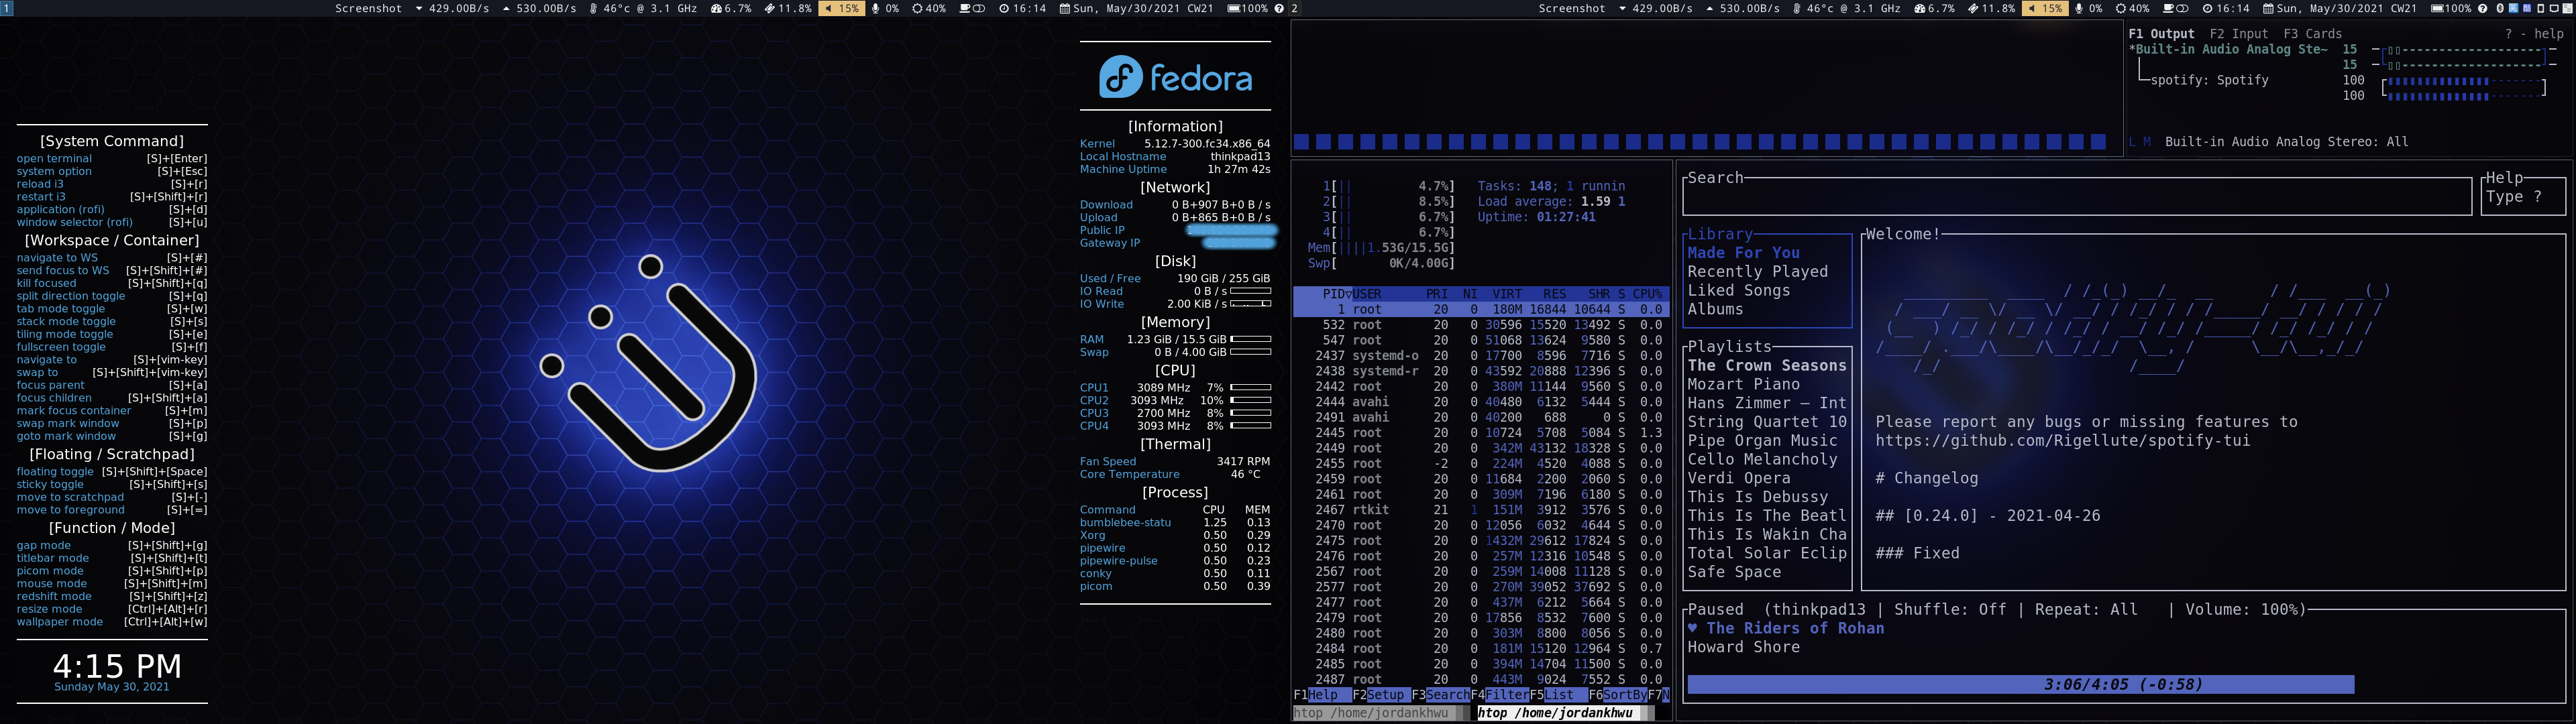 1
Screenshot 429.00B/s 530.00B/s 46°c @ 3.1 GHz 6.7% 11.8% 15% 0% 40% 16:14 Sun, May/30/2021 CW21 100%
[System Command]
open terminal [S]+[Enter]
system option [S]+[Esc]
reload i3 [S]+[r]
restart i3 [S]+[Shift]+[r]
application (rofi) [S]+[d]
window selector (rofi) [S]+[u]
[Workspace / Container]
navigate to WS [S]+[#]
send focus to WS [S]+[Shift]+[#]
kill focused [S]+[Shift]+[q]
split direction toggle [S]+[q]
tab mode toggle [S]+[w]
stack mode toggle [S]+[s]
tiling mode toggle [S]+[e]
fullscreen toggle [S]+[f]
navigate to [S]+[vim-key]
swap to [S]+[Shift]+[vim-key]
focus parent [S]+[a]
focus children [S]+[Shift]+[a]
mark focus container [S]+[m]
swap mark window [S]+[p]
goto mark window [S]+[g]
[Floating / Scratchpad]
floating toggle [S]+[Shift]+[Space]
sticky toggle [S]+[Shift]+[s]
move to scratchpad [S]+[-]
move to foreground [S]+[=]
[Function / Mode]
gap mode [S]+[Shift]+[g]
titlebar mode [S]+[Shift]+[t]
picom mode [S]+[Shift]+[p]
mouse mode [S]+[Shift]+[m]
redshift mode [S]+[Shift]+[z]
resize mode [Ctrl]+[Alt]+[r]
wallpaper mode [Ctrl]+[Alt]+[w]
4:15 PM
Sunday May 30, 2021
fedora
[Information]
Kernel 5.12.7-300.fc34.x86_64
Local Hostname thinkpad13
Machine Uptime 1h 27m 42s
[Network]
Download 0 B+907 B+0 B / s
Upload 0 B+865 B+0 B / s
Public IP
Gateway IP
[Disk]
Used / Free 190 GiB / 255 GiB
IO Read 0 B / s
IO Write 2.00 KiB / s
[Memory]
RAM 1.23 GiB / 15.5 GiB
Swap 0 B / 4.00 GiB
[CPU]
CPU1 3089 MHz 7%
CPU2 3093 MHz 10%
CPU3 2700 MHz 8%
CPU4 3093 MHz 8%
[Thermal]
Fan Speed 3417 RPM
Core Temperature 46 °C
[Process]
Command CPU MEM
bumblebee-statu 1.25 0.13
Xorg 0.50 0.29
pipewire 0.50 0.12
pipewire-pulse 0.50 0.23
conky 0.50 0.11
picom 0.50 0.39
2
Screenshot 429.00B/s 530.00B/s 46°c @ 3.1 GHz 6.7% 11.8% 15% 0% 40% 16:14 Sun, May/30/2021 CW21 100%
F1 Output F2 Input F3 Cards ? - help
*Built-in Audio Analog Ste~ 15
15
spotify: Spotify 100
100
L M Built-in Audio Analog Stereo: All
1[|| 4.7%] Tasks: 148; 1 runnin
2[|| 8.5%] Load average: 1.59 1
3[|| 6.7%] Uptime: 01:27:41
4[|| 6.7%]
Mem[||||1.53G/15.5G]
Swp[ 0K/4.00G]
PID▽USER PRI NI VIRT RES SHR S CPU%
1 root 20 0 180M 16844 10644 S 0.0
532 root 20 0 30596 15520 13492 S 0.0
547 root 20 0 51068 13624 9580 S 0.0
2437 systemd-o 20 0 17700 8596 7716 S 0.0
2438 systemd-r 20 0 43592 20888 12396 S 0.0
2442 root 20 0 380M 11144 9560 S 0.0
2444 avahi 20 0 40480 6132 5444 S 0.0
2491 avahi 20 0 40200 688 0 S 0.0
2445 root 20 0 10724 5708 5084 S 1.3
2449 root 20 0 342M 43132 18328 S 0.0
2455 root -2 0 224M 4520 4088 S 0.0
2459 root 20 0 11684 2200 2060 S 0.0
2461 root 20 0 309M 7196 6180 S 0.0
2467 rtkit 21 1 151M 3912 3576 S 0.0
2470 root 20 0 12056 6032 4644 S 0.0
2475 root 20 0 1432M 29612 17824 S 0.0
2476 root 20 0 257M 12316 10548 S 0.0
2567 root 20 0 259M 14008 11128 S 0.0
2577 root 20 0 270M 39052 37692 S 0.0
2477 root 20 0 437M 6212 5664 S 0.0
2479 root 20 0 17856 8532 7600 S 0.0
2480 root 20 0 303M 8800 8056 S 0.0
2484 root 20 0 181M 15120 12964 S 0.7
2485 root 20 0 394M 14704 11500 S 0.0
2487 root 20 0 443M 9024 7552 S 0.0
F1Help F2Setup F3SearchF4FilterF5List F6SortByF7N
htop /home/jordankhwu htop /home/jordankhwu
Search
Help
Type ?
Library
Made For You
Recently Played
Liked Songs
Albums
Playlists
The Crown Seasons
Mozart Piano
Hans Zimmer – Int
String Quartet 10
Pipe Organ Music
Cello Melancholy
Verdi Opera
This Is Debussy
This Is The Beatl
This Is Wakin Cha
Total Solar Eclip
Safe Space
Welcome!
spotify-tui
Please report any bugs or missing features to
https://github.com/Rigellute/spotify-tui
# Changelog
## [0.24.0] - 2021-04-26
### Fixed
Paused (thinkpad13 | Shuffle: Off | Repeat: All | Volume: 100%)
♥ The Riders of Rohan
Howard Shore
3:06/4:05 (-0:58)